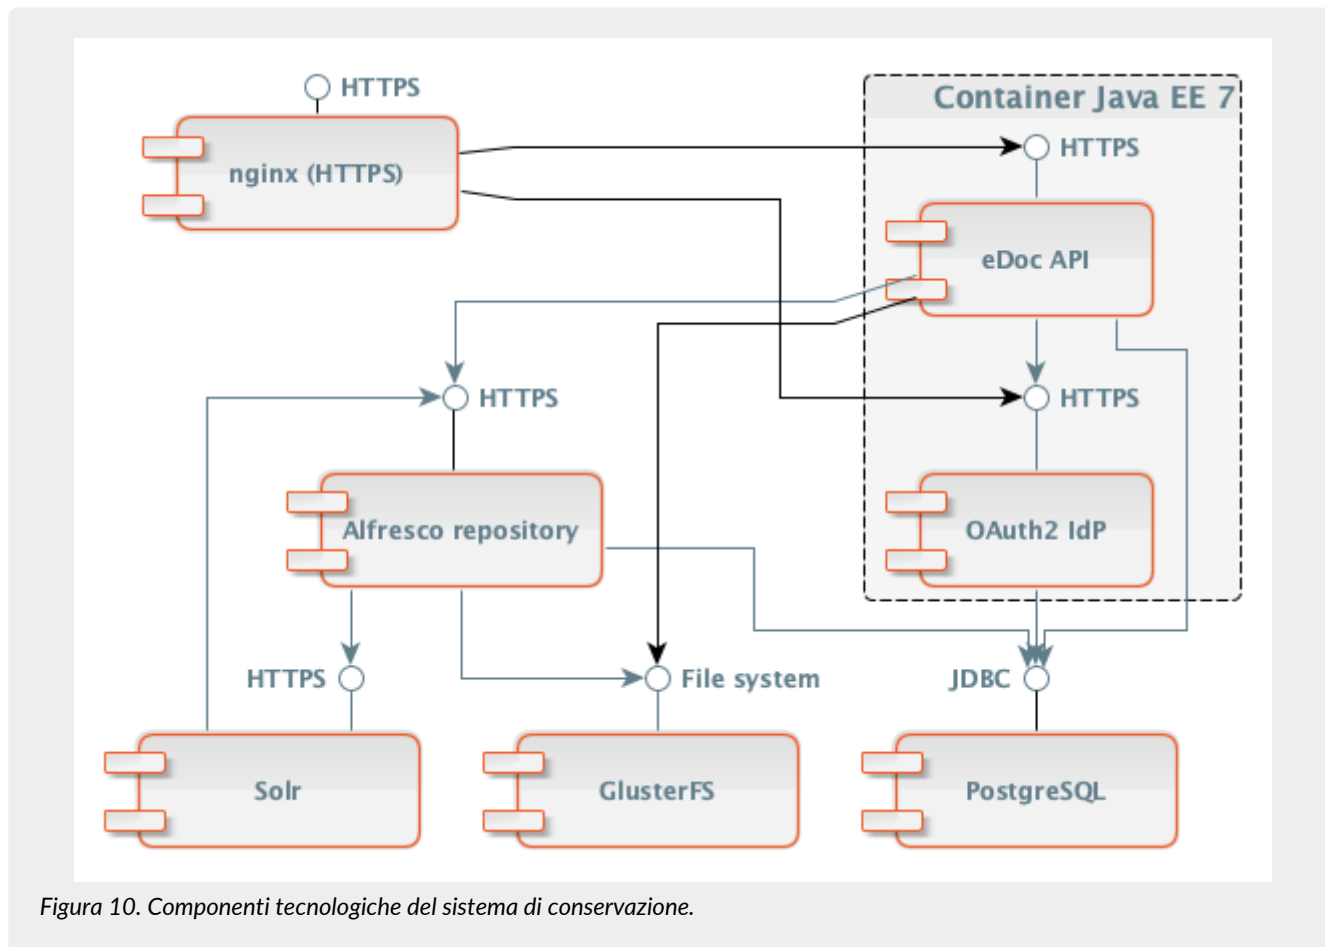 HTTPS
Container Java EE 7
nginx (HTTPS)
HTTPS
eDoc API
HTTPS
HTTPS
Alfresco repository
OAuth2 IdP
HTTPS
File system
JDBC
Solr
GlusterFS
PostgreSQL
Figura 10. Componenti tecnologiche del sistema di conservazione.